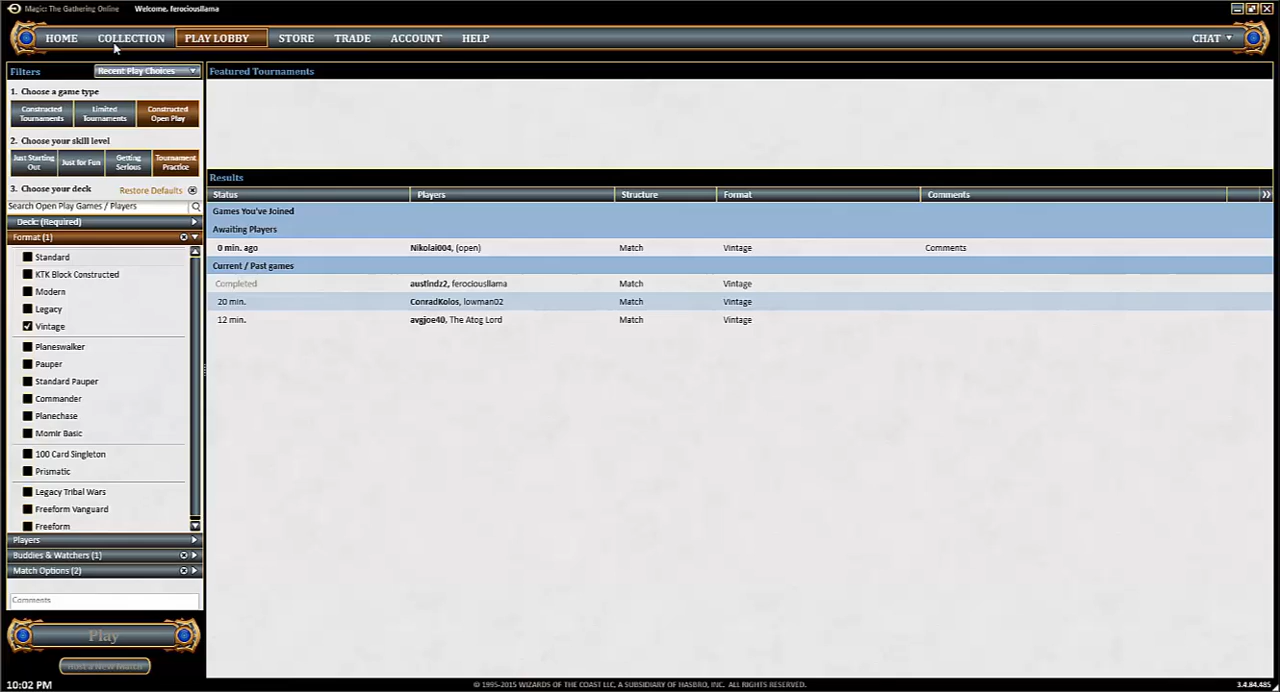 Magic: The Gathering Online Welcome, ferociousllama
HOME COLLECTION PLAY LOBBY STORE TRADE ACCOUNT HELP CHAT
Filters Recent Play Choices
1. Choose a game type
Constructed Tournaments Limited Tournaments Constructed Open Play
2. Choose your skill level
Just Starting Out Just for Fun Getting Serious Tournament Practice
3. Choose your deck Restore Defaults
Search Open Play Games / Players
Deck: (Required)
Format (1)
Standard
KTK Block Constructed
Modern
Legacy
Vintage
Planeswalker
Pauper
Standard Pauper
Commander
Planechase
Momir Basic
100 Card Singleton
Prismatic
Legacy Tribal Wars
Freeform Vanguard
Freeform
Players
Buddies & Watchers (1)
Match Options (2)
Comments
Play
Host a New Match
10:02 PM
Featured Tournaments
Results
Status Players Structure Format Comments
Games You've Joined
Awaiting Players
0 min. ago Nikolai004, (open) Match Vintage Comments
Current / Past games
Completed austindz2, ferociousllama Match Vintage
20 min. ConradKolos, lowman02 Match Vintage
12 min. avgjoe40, The Atog Lord Match Vintage
© 1995-2015 WIZARDS OF THE COAST LLC, A SUBSIDIARY OF HASBRO, INC. ALL RIGHTS RESERVED.
3.4.84.485